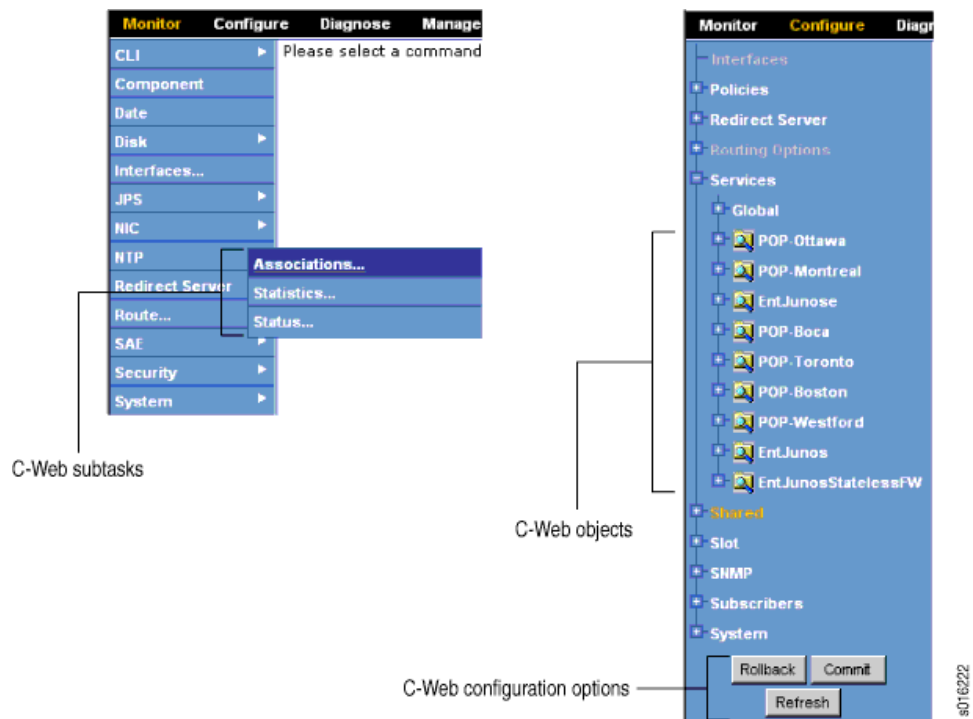 Monitor Configure Diagnose Manage
CLI
Please select a command
Component
Date
Disk
Interfaces...
JPS
NIC
NTP
Redirect Server
Route...
SAE
Security
System
Associations...
Statistics...
Status...
C-Web subtasks
Monitor Configure Diagr
Interfaces
Policies
Redirect Server
Routing Options
Services
Global
POP-Ottawa
POP-Montreal
EntJunose
POP-Boca
POP-Toronto
POP-Boston
POP-Westford
EntJunos
EntJunosStatelessFW
Shared
Slot
SNMP
Subscribers
System
C-Web objects
Rollback Commit
Refresh
C-Web configuration options
s016222